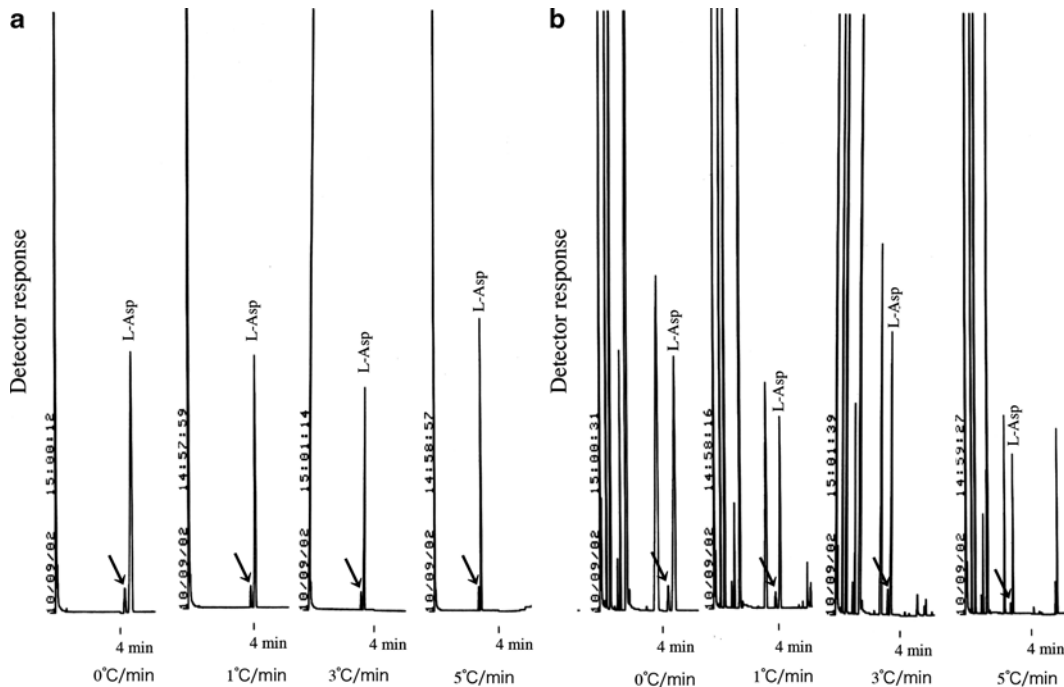 a
Detector response
10/09/02 15:00:12
L-Asp
4 min
0°C/min
10/09/02 14:57:59
L-Asp
4 min
1°C/min
10/09/02 15:01:14
L-Asp
4 min
3°C/min
10/09/02 14:58:57
L-Asp
4 min
5°C/min
b
Detector response
10/09/02 15:00:31
L-Asp
4 min
0°C/min
10/09/02 14:58:16
L-Asp
4 min
1°C/min
10/09/02 15:01:39
L-Asp
4 min
3°C/min
10/09/02 14:59:27
L-Asp
4 min
5°C/min